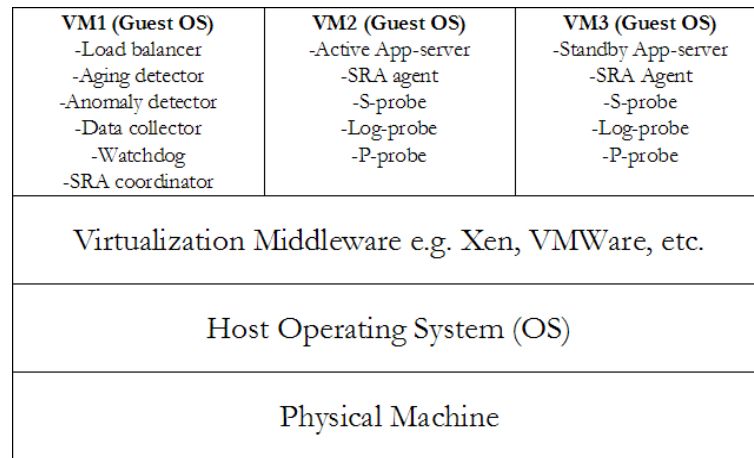 VM1 (Guest OS)
-Load balancer
-Aging detector
-Anomaly detector
-Data collector
-Watchdog
-SRA coordinator
VM2 (Guest OS)
-Active App-server
-SRA agent
-S-probe
-Log-probe
-P-probe
VM3 (Guest OS)
-Standby App-server
-SRA Agent
-S-probe
-Log-probe
-P-probe
Virtualization Middleware e.g. Xen, VMWare, etc.
Host Operating System (OS)
Physical Machine